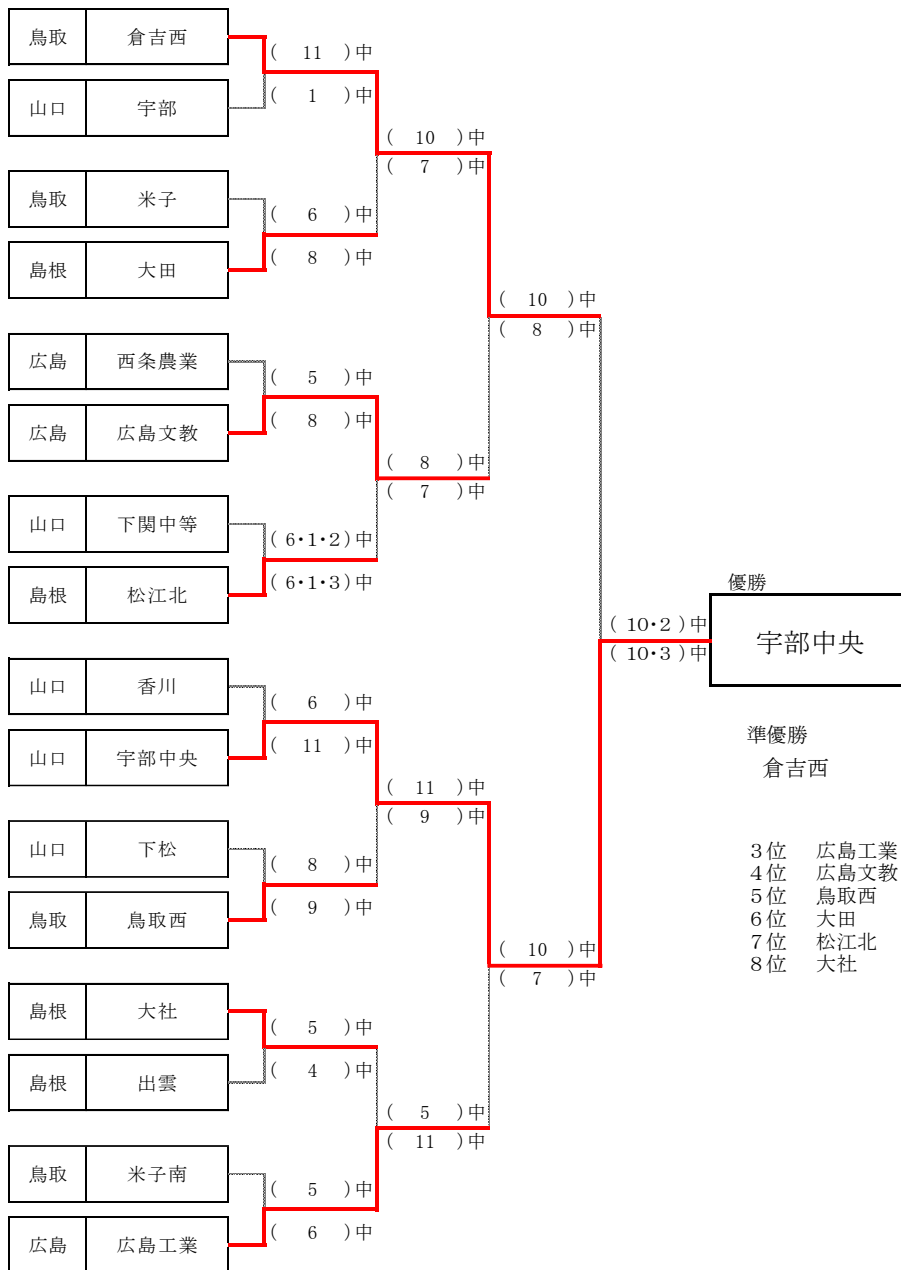 鳥取 倉吉西
( 11 )中
( 1 )中
山口 宇部
( 10 )中
( 7 )中
鳥取 米子
( 6 )中
( 8 )中
島根 大田
( 10 )中
( 8 )中
広島 西条農業
( 5 )中
( 8 )中
広島 広島文教
( 8 )中
( 7 )中
山口 下関中等
( 6・1・2 )中
( 6・1・3 )中
島根 松江北
優勝
( 10・2 )中
( 10・3 )中
宇部中央
山口 香川
( 6 )中
( 11 )中
山口 宇部中央
準優勝
倉吉西
( 11 )中
( 9 )中
山口 下松
( 8 )中
( 9 )中
鳥取 鳥取西
3位 広島工業
4位 広島文教
5位 鳥取西
6位 大田
7位 松江北
8位 大社
( 10 )中
( 7 )中
島根 大社
( 5 )中
( 4 )中
島根 出雲
( 5 )中
( 11 )中
鳥取 米子南
( 5 )中
( 6 )中
広島 広島工業